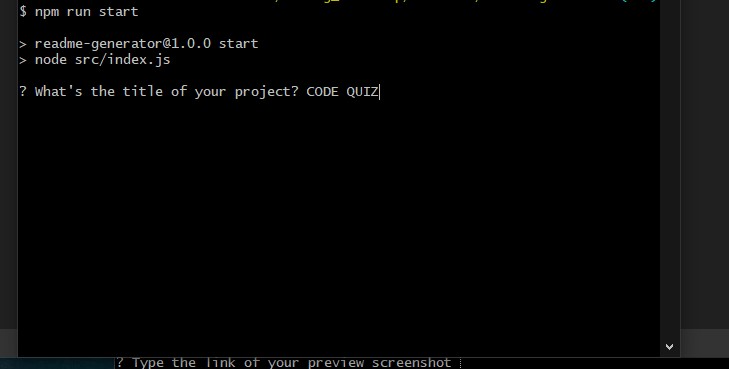 $ npm run start
> readme-generator@1.0.0 start
> node src/index.js
? What's the title of your project? CODE QUIZ
? Type the link of your preview screenshot